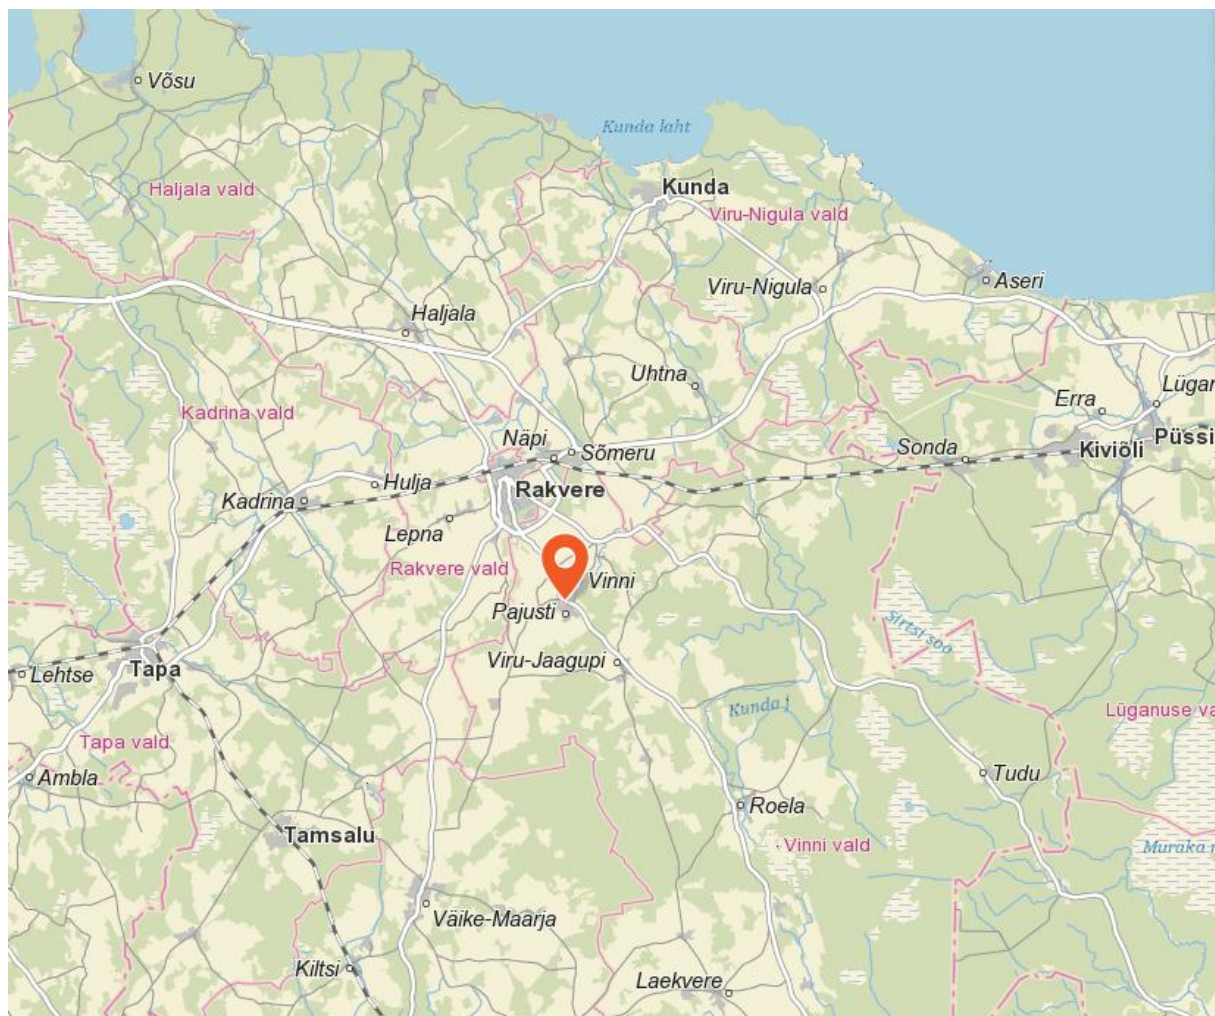 Võsu
Kunda laht
Haljala vald
Kunda
Viru-Nigula vald
Aseri
Viru-Nigula
Haljala
Uhtna
Erra
Lügar
Kadrina vald
Näpi
Sõmeru
Sonda
Kiviõli
Püssi
Hulja
Rakvere
Kadrina
Lepna
Rakvere vald
Vinni
Pajusti
Sirtsi soo
Viru-Jaagupi
Lehtse
Tapa
Kunda j
Lüganuse va
Tapa vald
Ambla
Tudu
Roela
Tamsalu
Vinni vald
Muraka r
Väike-Maarja
Kiltsi
Laekvere